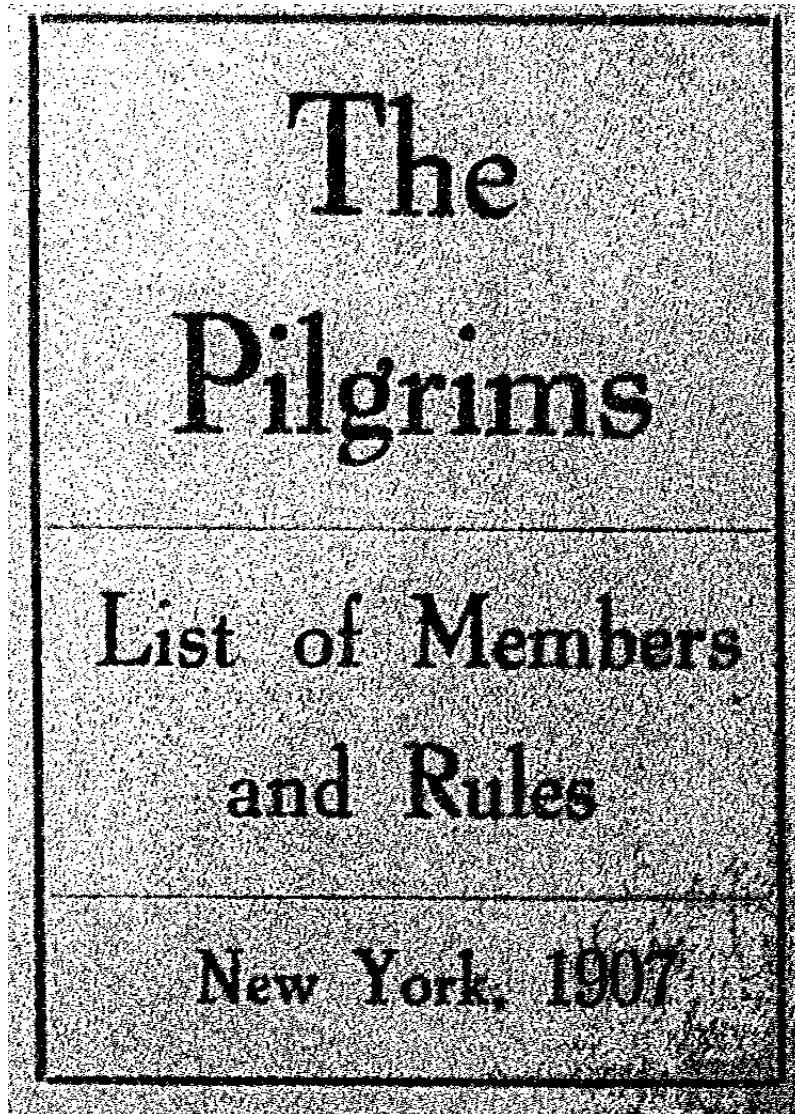 The
Pilgrims
List of Members
and Rules
New York, 1907